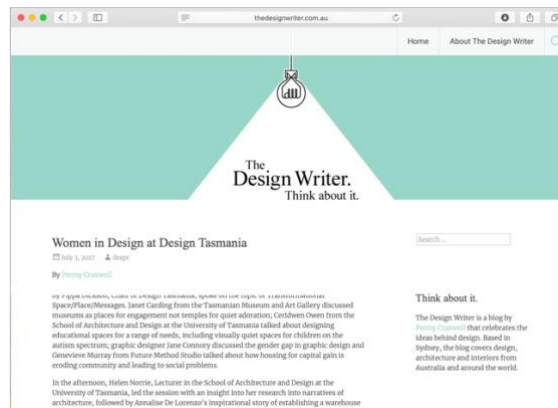 thedesignwriter.com.au
Home About The Design Writer
The
Design Writer.
Think about it.
Women in Design at Design Tasmania
July 3, 2017 despc
By Penny Craswell
Space/Place/Messages. Janet Carding from the Tasmanian Museum and Art Gallery discussed
museums as places for engagement not temples for quiet adoration; Ceridwen Owen from the
School of Architecture and Design at the University of Tasmania talked about designing
educational spaces for a range of needs, including visually quiet spaces for children on the
autism spectrum; graphic designer Jane Connory discussed the gender gap in graphic design and
Genevieve Murray from Future Method Studio talked about how housing for capital gain is
eroding community and leading to social problems.
In the afternoon, Helen Norrie, Lecturer in the School of Architecture and Design at the
University of Tasmania, led the session with an insight into her research into narratives of
architecture, followed by Annalise De Lorenzo's inspirational story of establishing a warehouse
Search ...
Think about it.
The Design Writer is a blog by
Penny Craswell that celebrates the
ideas behind design. Based in
Sydney, the blog covers design,
architecture and interiors from
Australia and around the world.